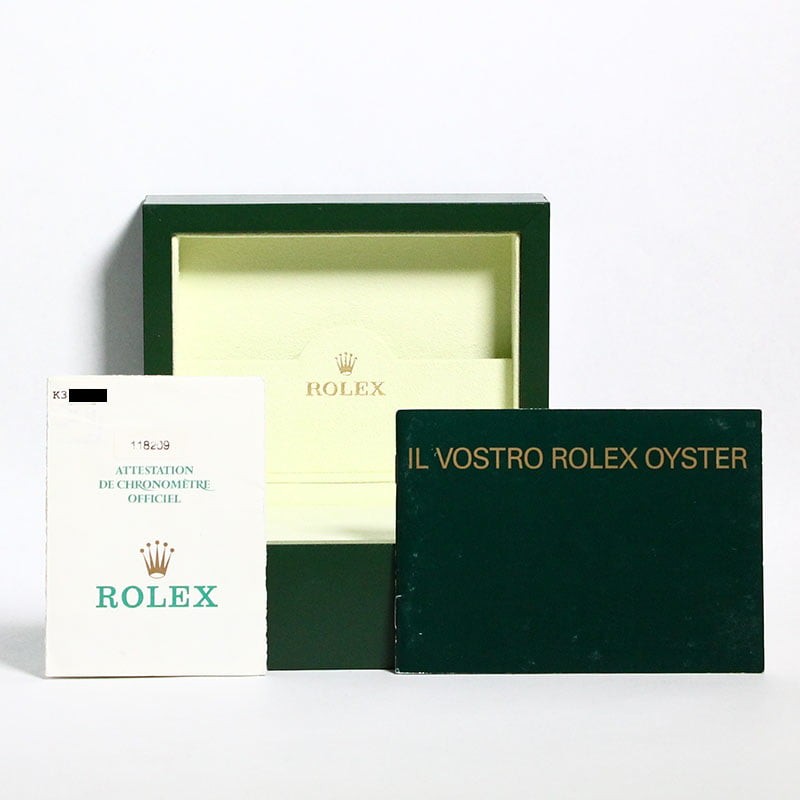 ROLEX
K3
118209
ATTESTATION
DE CHRONOMÈTRE
OFFICIEL
ROLEX
IL VOSTRO ROLEX OYSTER